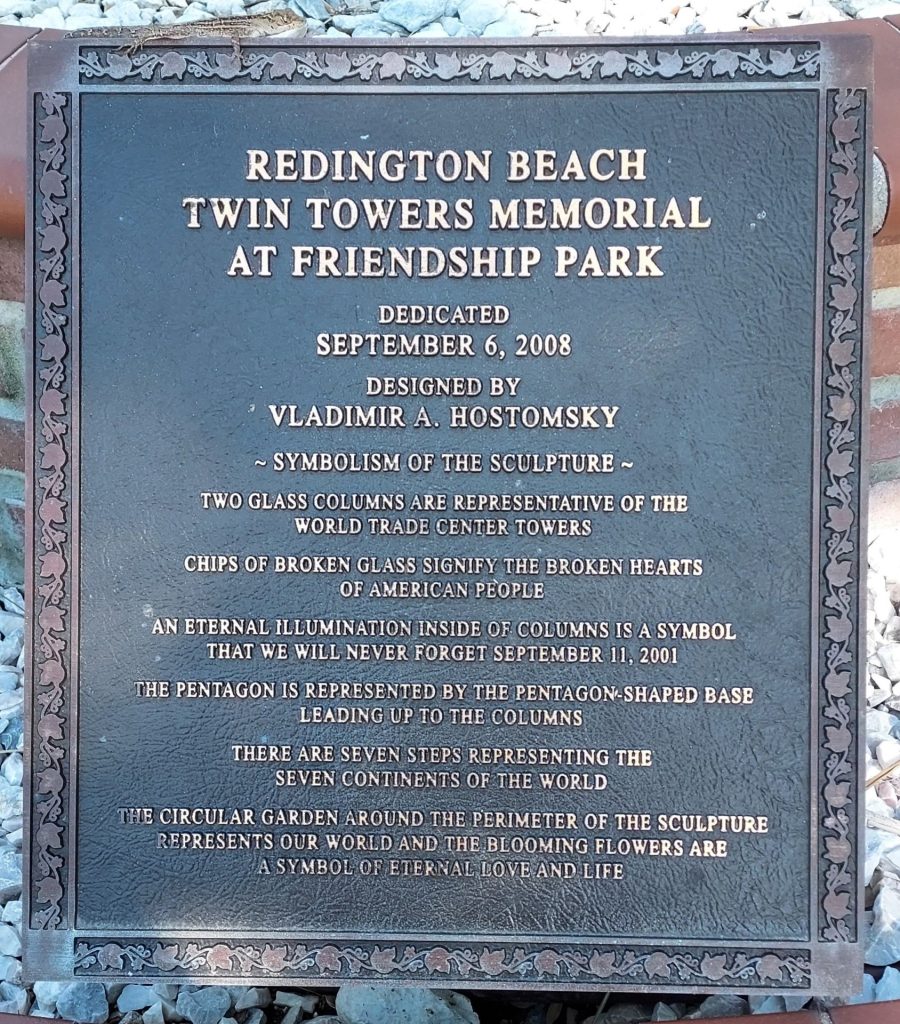 REDINGTON BEACH
TWIN TOWERS MEMORIAL
AT FRIENDSHIP PARK
DEDICATED
SEPTEMBER 6, 2008
DESIGNED BY
VLADIMIR A. HOSTOMSKY
~ SYMBOLISM OF THE SCULPTURE ~
TWO GLASS COLUMNS ARE REPRESENTATIVE OF THE
WORLD TRADE CENTER TOWERS
CHIPS OF BROKEN GLASS SIGNIFY THE BROKEN HEARTS
OF AMERICAN PEOPLE
AN ETERNAL ILLUMINATION INSIDE OF COLUMNS IS A SYMBOL
THAT WE WILL NEVER FORGET SEPTEMBER 11, 2001
THE PENTAGON IS REPRESENTED BY THE PENTAGON-SHAPED BASE
LEADING UP TO THE COLUMNS
THERE ARE SEVEN STEPS REPRESENTING THE
SEVEN CONTINENTS OF THE WORLD
THE CIRCULAR GARDEN AROUND THE PERIMETER OF THE SCULPTURE
REPRESENTS OUR WORLD AND THE BLOOMING FLOWERS ARE
A SYMBOL OF ETERNAL LOVE AND LIFE